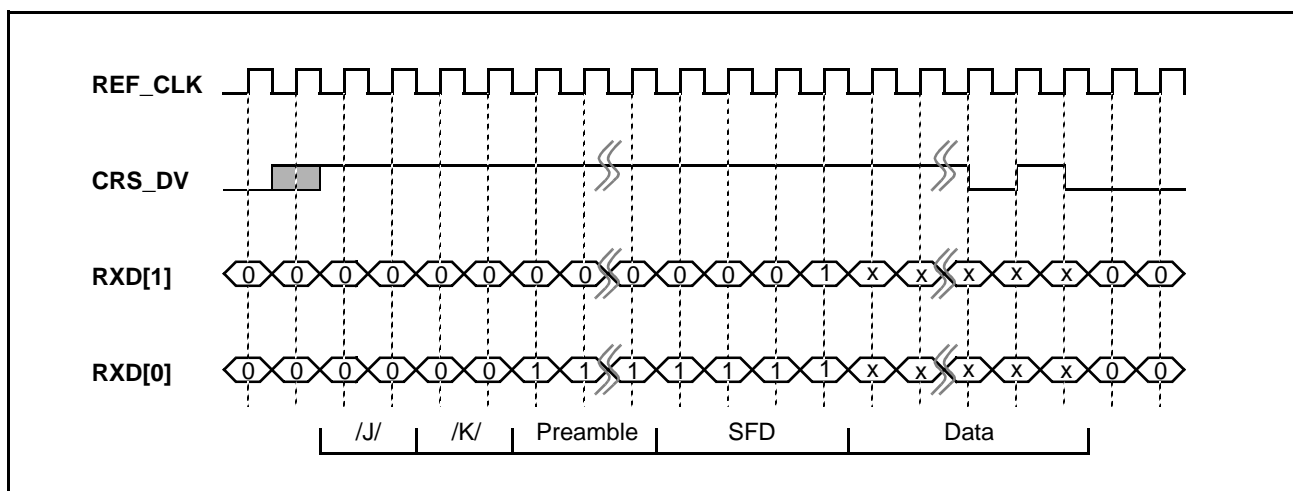 REF_CLK
CRS_DV
RXD[1] 0 0 0 0 0 0 0 0 0 0 0 0 1 x x x x x 0 0
RXD[0] 0 0 0 0 0 0 1 1 1 1 1 1 1 x x x x x 0 0
/J/ /K/ Preamble SFD Data